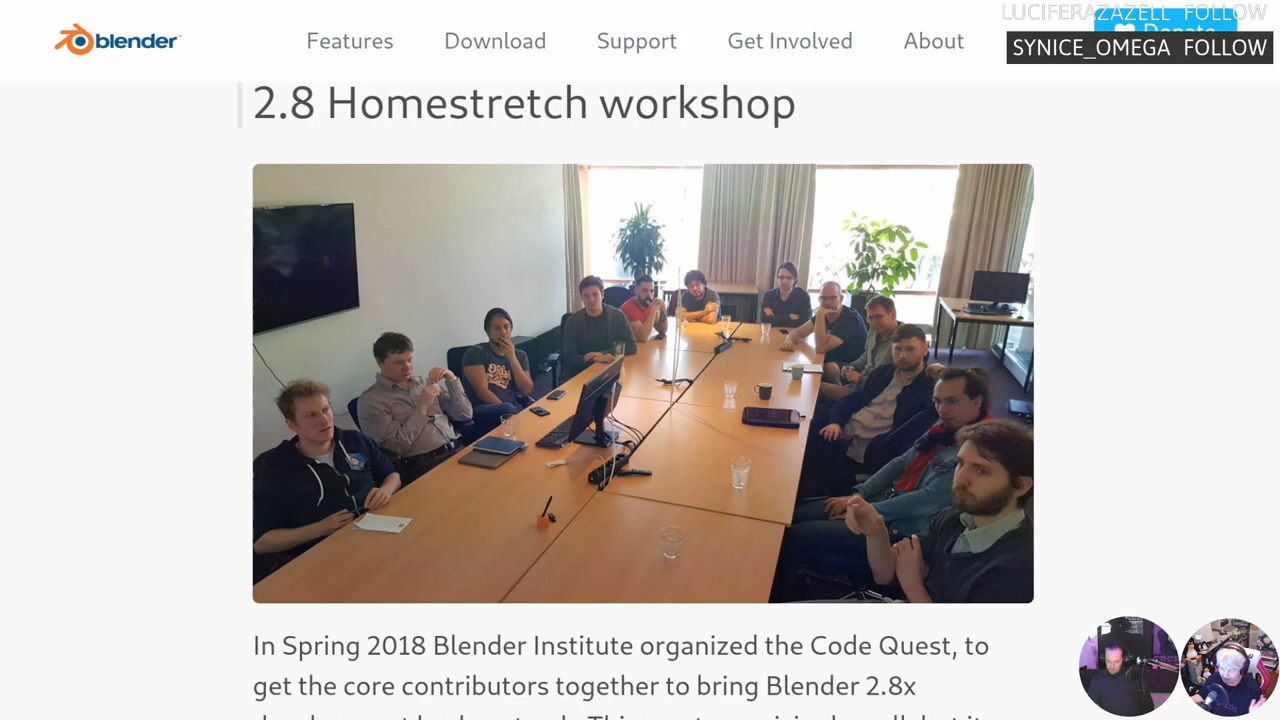 LUCIFERAZAZELL FOLLOW
blender
Features
Download
Support
Get Involved
About
Donate
SYNICE_OMEGA FOLLOW
2.8 Homestretch workshop
In Spring 2018 Blender Institute organized the Code Quest, to
get the core contributors together to bring Blender 2.8x